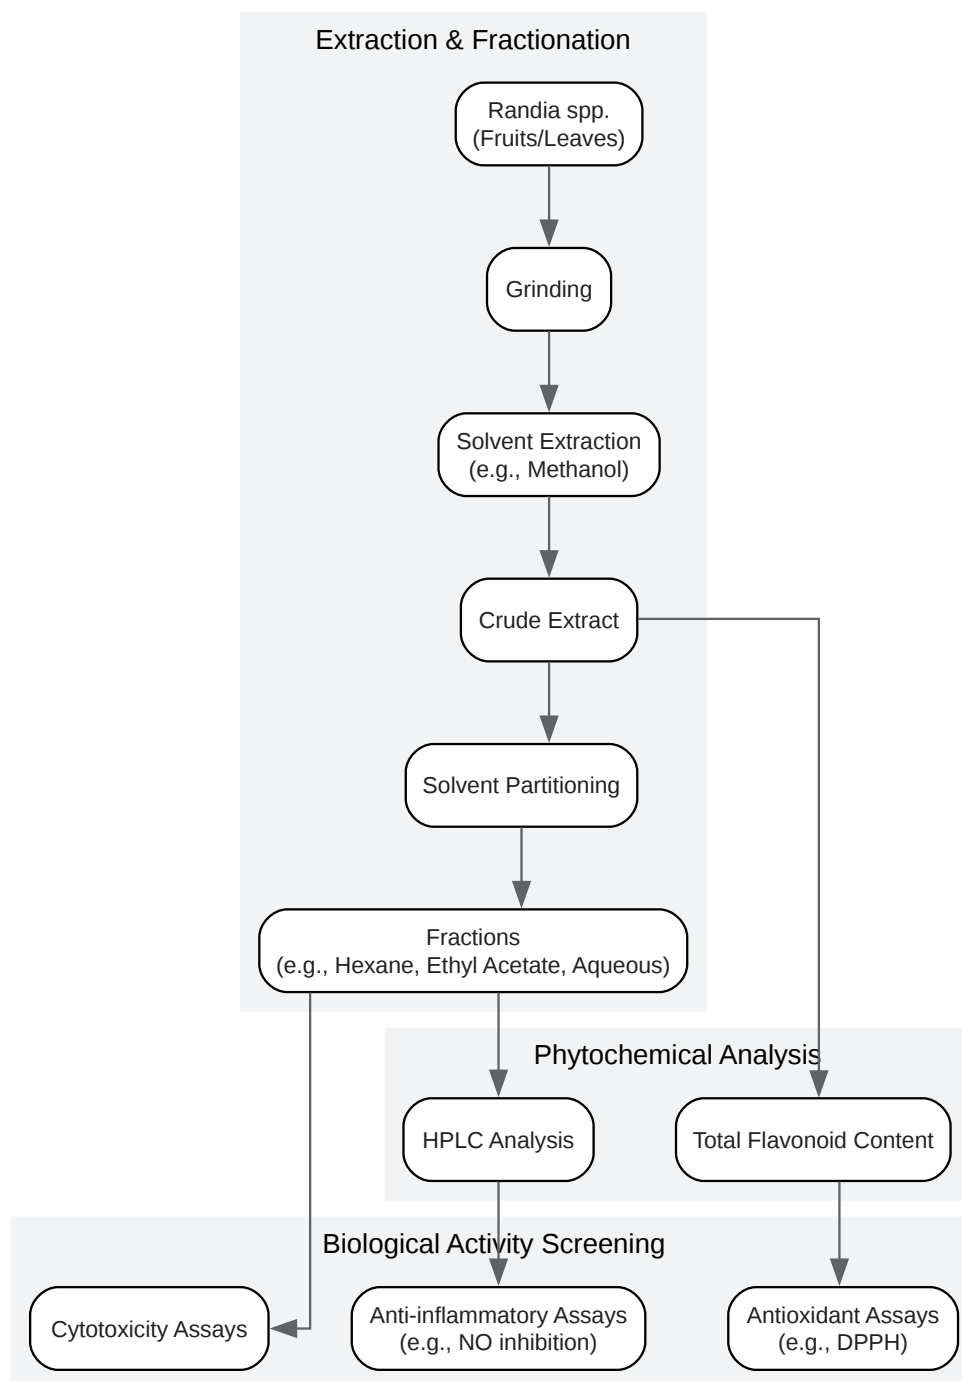 Extraction & Fractionation
Randia spp.
(Fruits/Leaves)
Grinding
Solvent Extraction
(e.g., Methanol)
Crude Extract
Solvent Partitioning
Fractions
(e.g., Hexane, Ethyl Acetate, Aqueous)
Phytochemical Analysis
HPLC Analysis
Total Flavonoid Content
Biological Activity Screening
Cytotoxicity Assays
Anti-inflammatory Assays
(e.g., NO inhibition)
Antioxidant Assays
(e.g., DPPH)